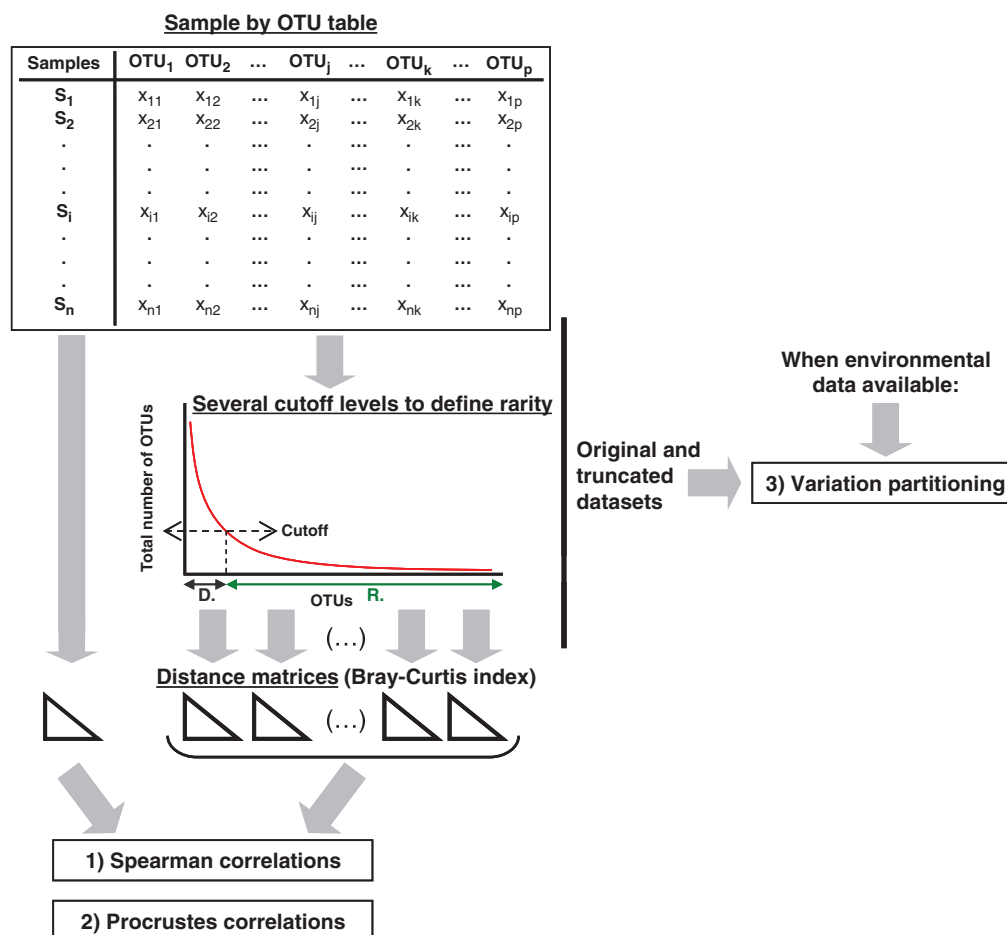 Sample by OTU table
Samples OTU1 OTU2 ... OTUj ... OTUk ... OTUp
S1 x11 x12 ... x1j ... x1k ... x1p
S2 x21 x22 ... x2j ... x2k ... x2p
. . . ... . ... . ... .
. . . ... . ... . ... .
. . . ... . ... . ... .
Si xi1 xi2 ... xij ... xik ... xip
. . . ... . ... . ... .
. . . ... . ... . ... .
. . . ... . ... . ... .
Sn xn1 xn2 ... xnj ... xnk ... xnp
When environmental
data available:
Several cutoff levels to define rarity
Total number of OTUs
Cutoff
D.
R.
OTUs
Original and
truncated
datasets
3) Variation partitioning
(...)
Distance matrices (Bray-Curtis index)
(...)
1) Spearman correlations
2) Procrustes correlations